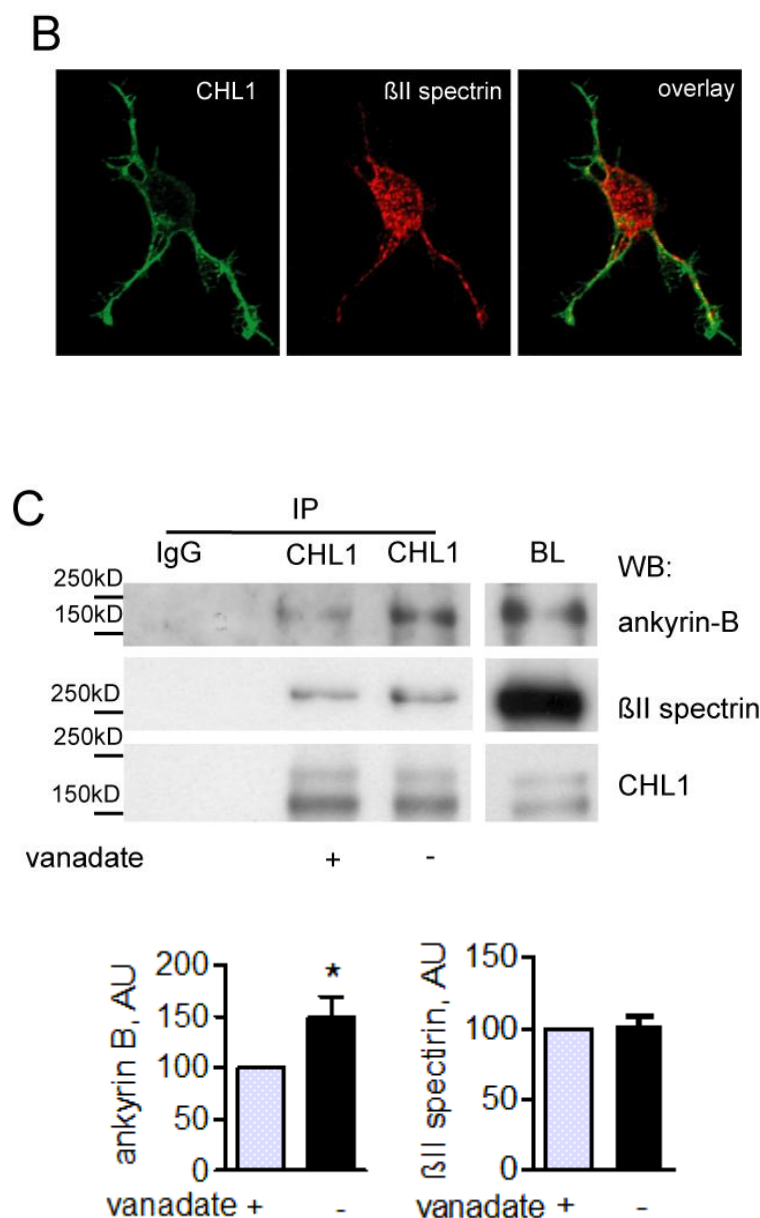 B
CHL1 ßII spectrin overlay
C
IP
IgG CHL1 CHL1 BL WB:
250kD
150kD
ankyrin-B
250kD
ßII spectrin
250kD
150kD
CHL1
vanadate + -
ankyrin B, AU
200
150
100
50
0
*
vanadate + -
ßII spectirin, AU
150
100
50
0
vanadate + -